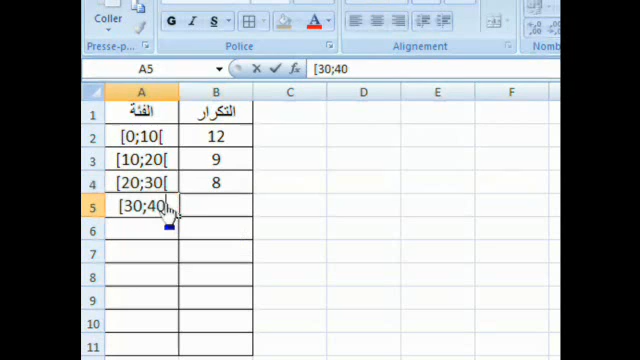 Coller
G I S A
Presse-p... Police Alignement Nomb
A5 fx [30;40
A B C D E F
1 الفئة التكرار
2 [0;10[ 12
3 [10;20[ 9
4 [20;30[ 8
5 [30;40
6
7
8
9
10
11